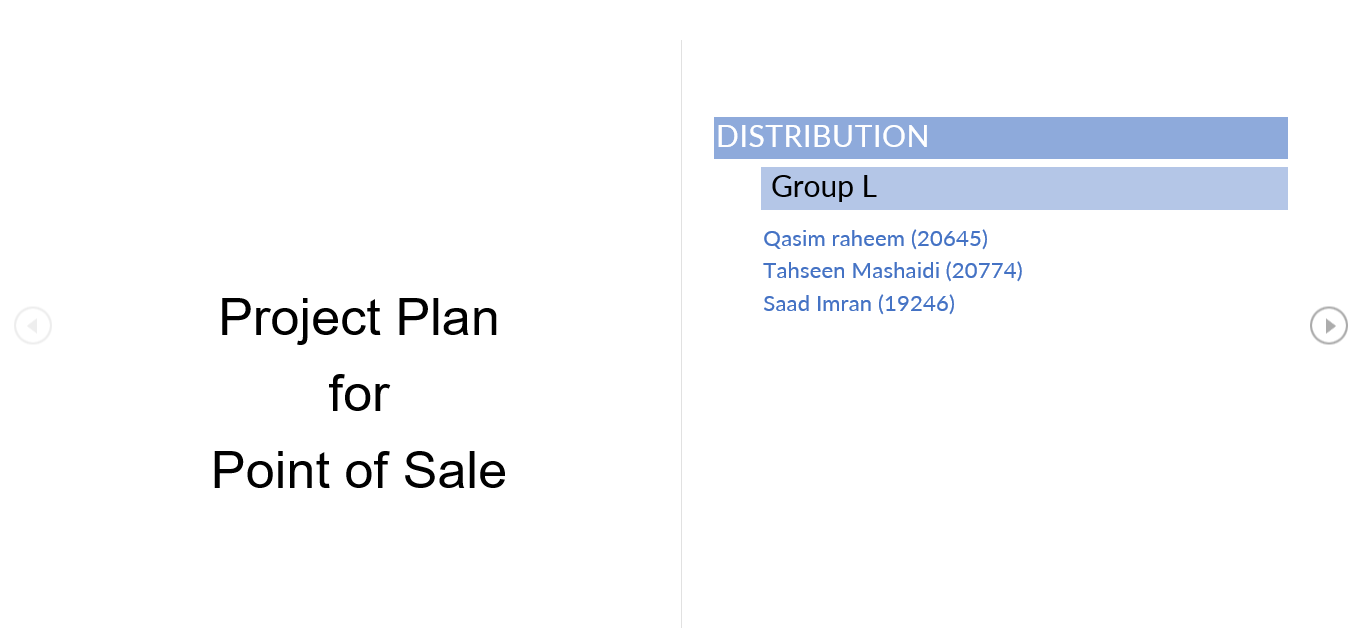 Project Plan
for
Point of Sale
DISTRIBUTION
Group L
Qasim raheem (20645)
Tahseen Mashaidi (20774)
Saad Imran (19246)